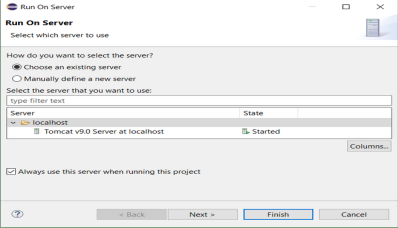 Run On Server
Run On Server
Select which server to use
How do you want to select the server?
Choose an existing server
Manually define a new server
Select the server that you want to use:
type filter text
Server State
localhost
Tomcat v9.0 Server at localhost Started
Columns...
Always use this server when running this project
? < Back Next > Finish Cancel